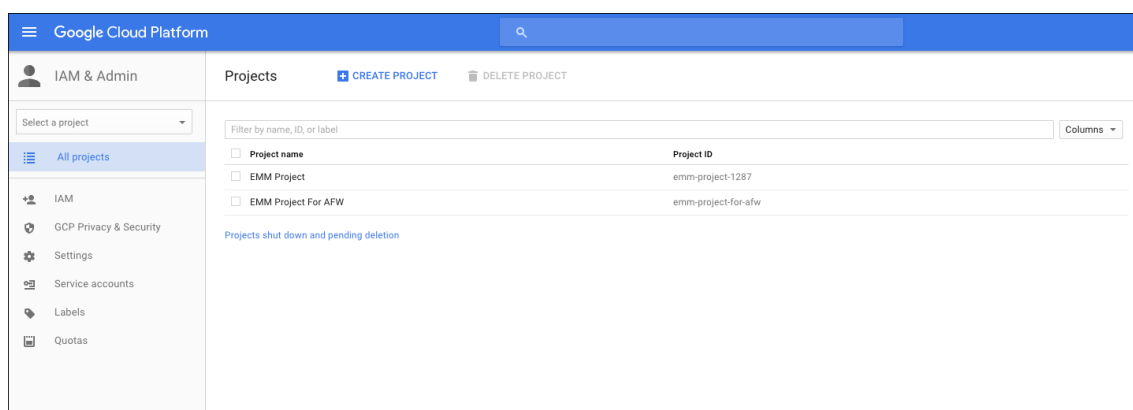 Google Cloud Platform
IAM & Admin
Projects
CREATE PROJECT
DELETE PROJECT
Select a project
All projects
IAM
GCP Privacy & Security
Settings
Service accounts
Labels
Quotas
Filter by name, ID, or label
Columns
Project name Project ID
EMM Project emm-project-1287
EMM Project For AFW emm-project-for-afw
Projects shut down and pending deletion